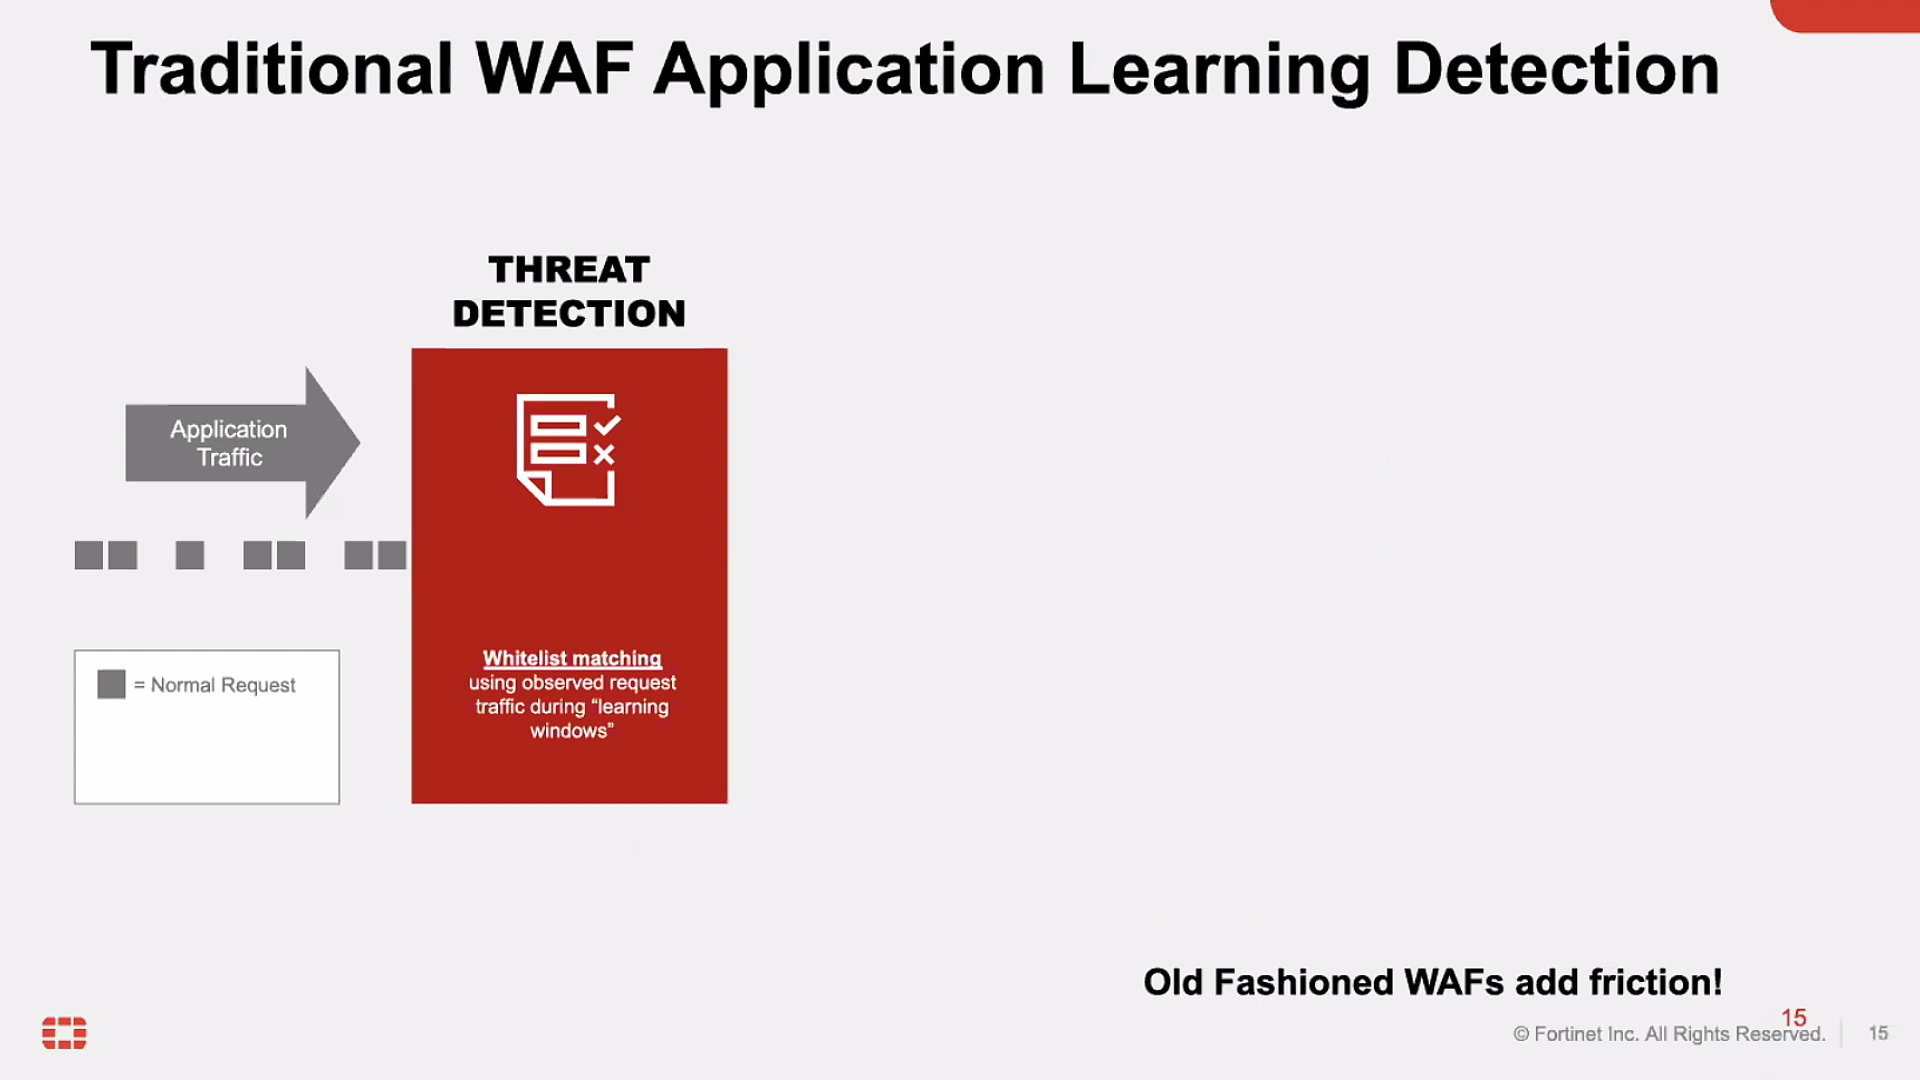 Traditional WAF Application Learning Detection
THREAT
DETECTION
Application
Traffic
= Normal Request
Whitelist matching
using observed request
traffic during “learning
windows”
Old Fashioned WAFs add friction!
15
© Fortinet Inc. All Rights Reserved.
15